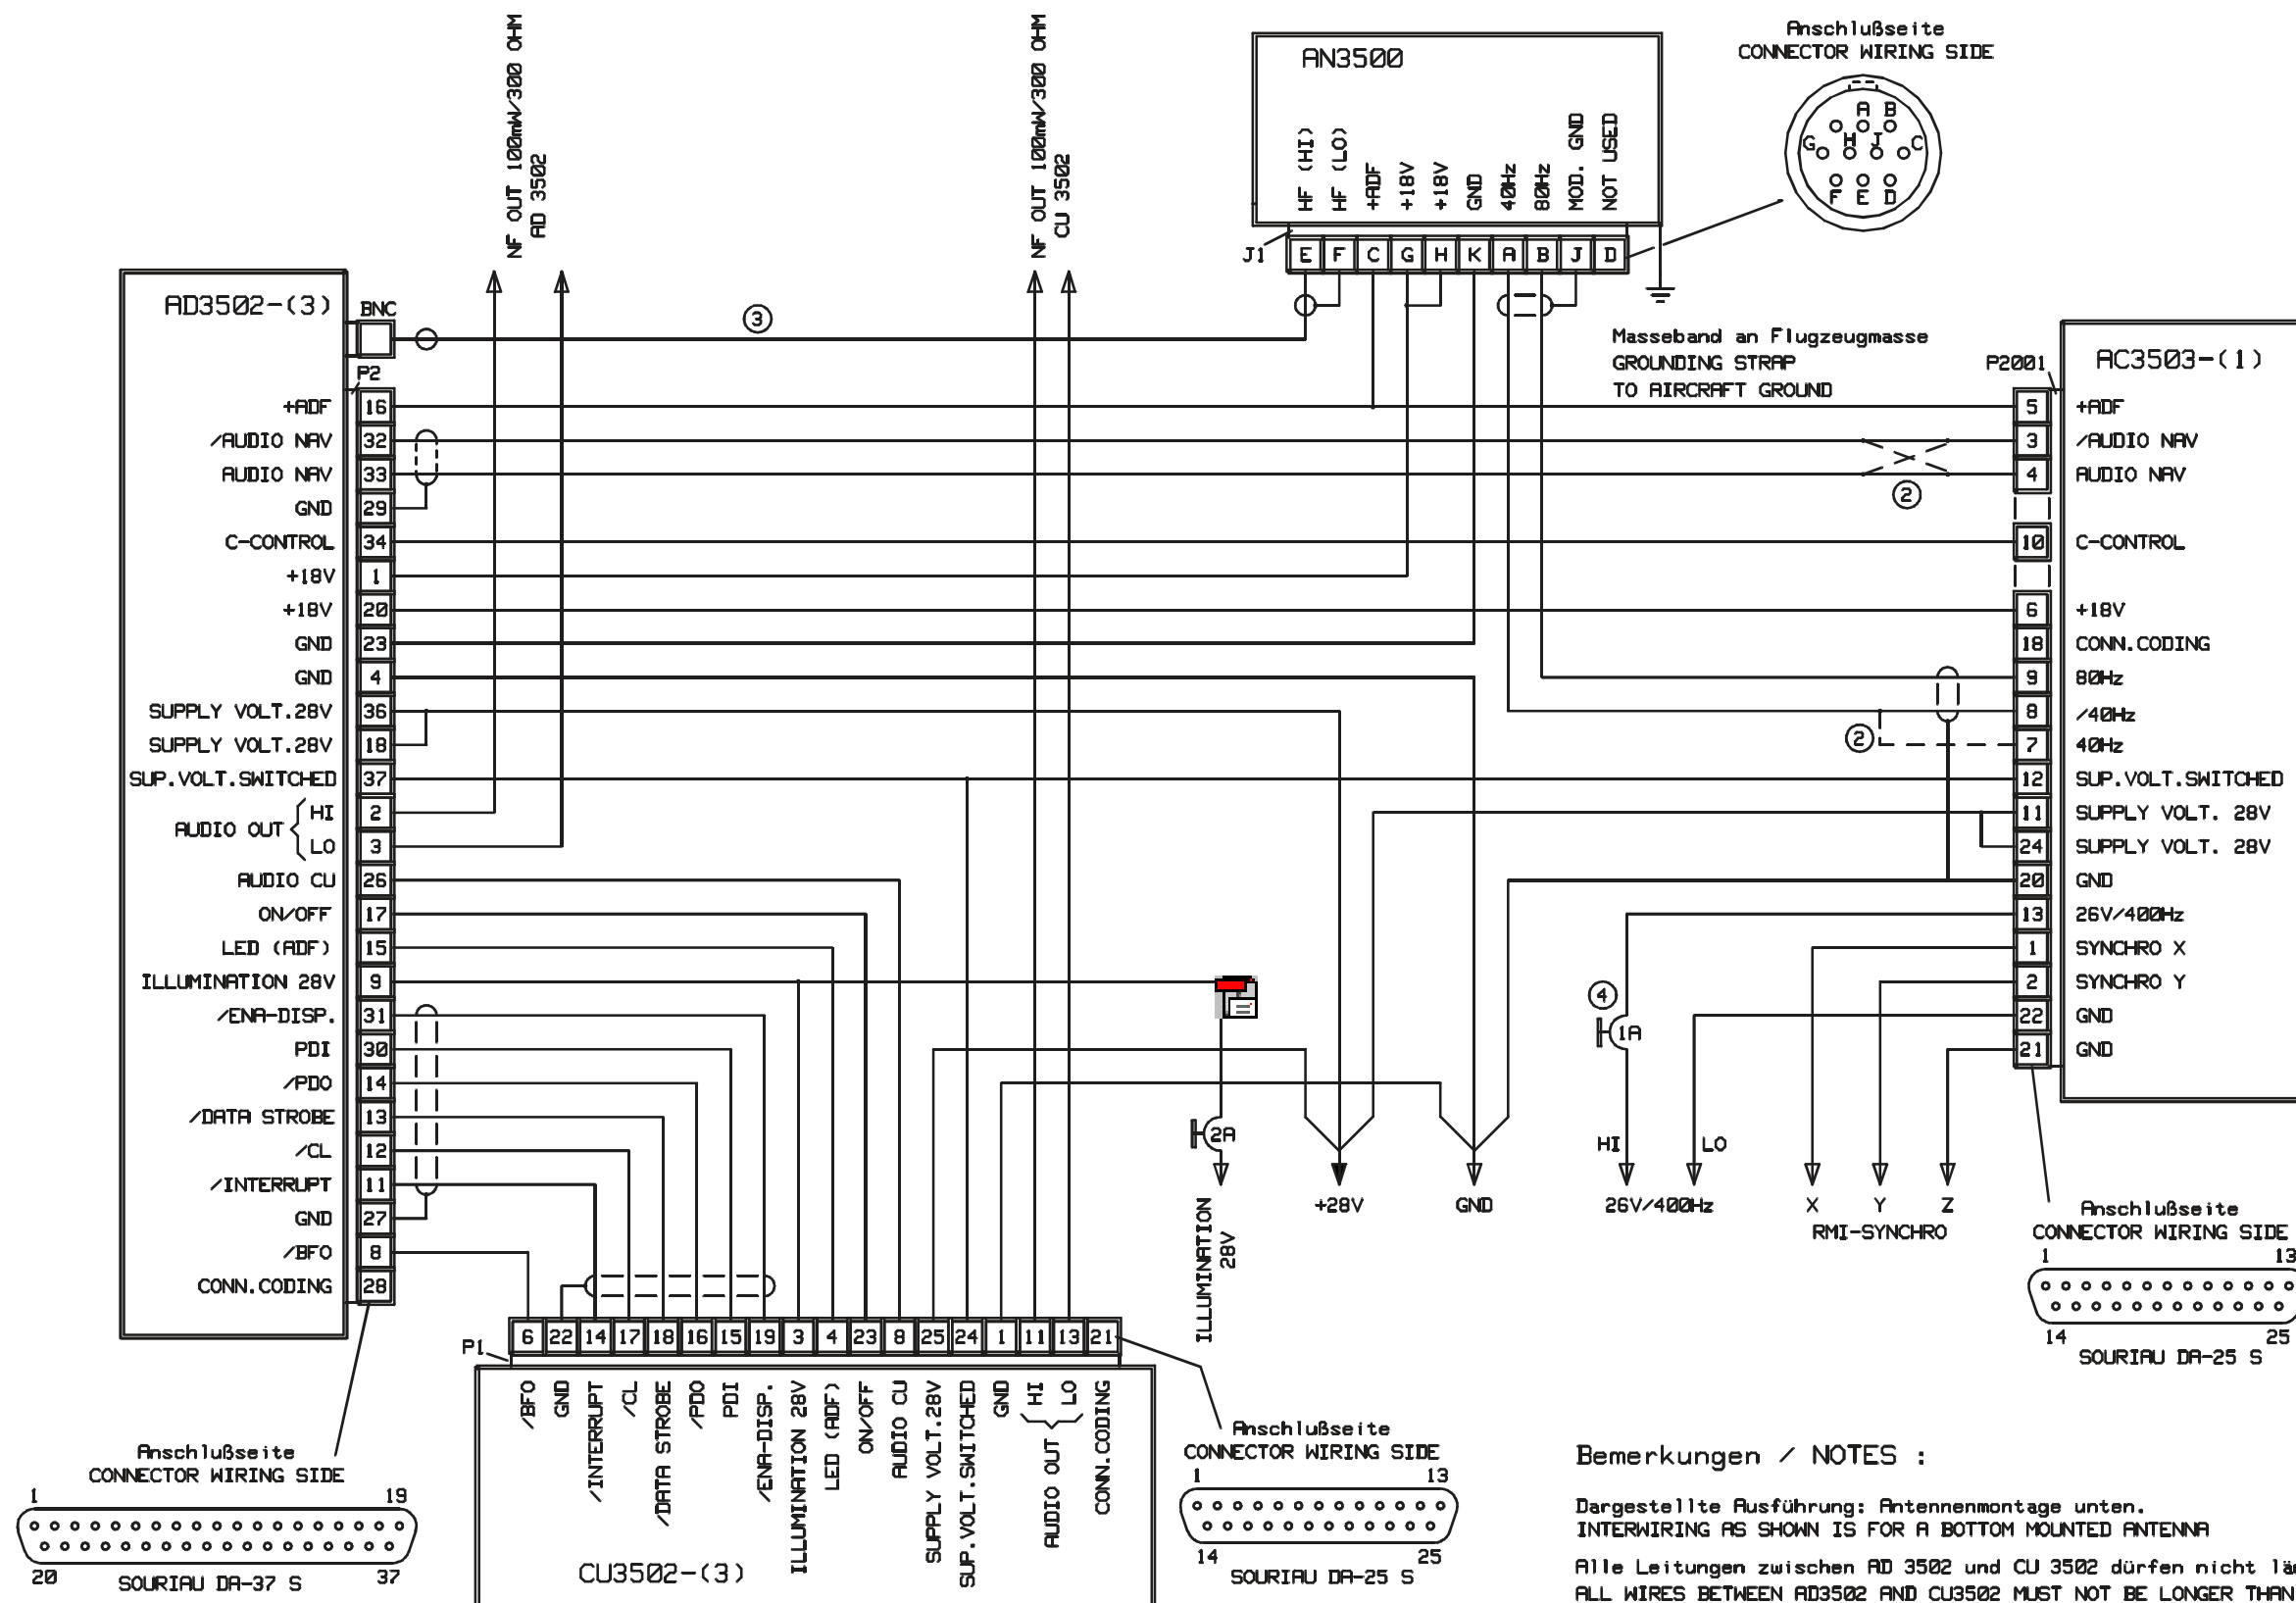 NF OUT 100mW/300 OHM
AD 3502
NF OUT 100mW/300 OHM
CU 3502
AN3500
HF (HI)
HF (LO)
+ADF
+18V
+18V
GND
40Hz
80Hz
MOD. GND
NOT USED
J1
E F C G H K A B J D
Anschlußseite
CONNECTOR WIRING SIDE
A B
G H J C
F E D
AD3502-(3)
BNC
P2
3
Masseband an Flugzeugmasse
GROUNDING STRAP
TO AIRCRAFT GROUND
P2001
AC3503-(1)
+ADF 16
/AUDIO NAV 32
AUDIO NAV 33
GND 29
C-CONTROL 34
+18V 1
+18V 20
GND 23
GND 4
SUPPLY VOLT.28V 36
SUPPLY VOLT.28V 18
SUP.VOLT.SWITCHED 37
AUDIO OUT
HI 2
LO 3
AUDIO CU 26
ON/OFF 17
LED (ADF) 15
ILLUMINATION 28V 9
/ENA-DISP. 31
PDI 30
/PDO 14
/DATA STROBE 13
/CL 12
/INTERRUPT 11
GND 27
/BFO 8
CONN.CODING 28
5 +ADF
3 /AUDIO NAV
4 AUDIO NAV
2
10 C-CONTROL
6 +18V
18 CONN.CODING
9 80Hz
8 /40Hz
2
7 40Hz
12 SUP.VOLT.SWITCHED
11 SUPPLY VOLT. 28V
24 SUPPLY VOLT. 28V
20 GND
13 26V/400Hz
1 SYNCHRO X
2 SYNCHRO Y
22 GND
21 GND
4
1A
2A
HI
LO
ILLUMINATION
28V
+28V
GND
26V/400Hz
X Y Z
RMI-SYNCHRO
Anschlußseite
CONNECTOR WIRING SIDE
1 13
14 25
SOURIAU DA-25 S
P1
6 22 14 17 18 16 15 19 3 4 23 8 25 24 1 11 13 21
/BFO
GND
/INTERRUPT
/CL
/DATA STROBE
/PDO
PDI
/ENA-DISP.
ILLUMINATION 28V
LED (ADF)
ON/OFF
AUDIO CU
SUPPLY VOLT.28V
SUP.VOLT.SWITCHED
GND
HI
LO
AUDIO OUT
CONN.CODING
CU3502-(3)
Anschlußseite
CONNECTOR WIRING SIDE
1 19
20 37
SOURIAU DA-37 S
Anschlußseite
CONNECTOR WIRING SIDE
1 13
14 25
SOURIAU DA-25 S
Bemerkungen / NOTES :
Dargestellte Ausführung: Antennenmontage unten.
INTERWIRING AS SHOWN IS FOR A BOTTOM MOUNTED ANTENNA
Alle Leitungen zwischen AD 3502 und CU 3502 dürfen nicht
ALL WIRES BETWEEN AD3502 AND CU3502 MUST NOT BE LONGER THAN